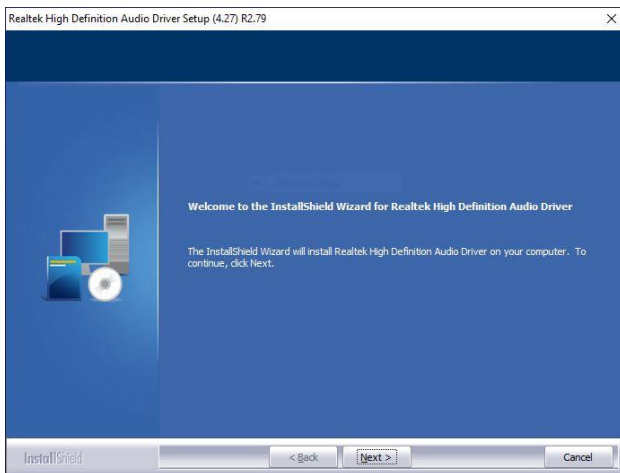 Realtek High Definition Audio Driver Setup (4.27) R2.79
Welcome to the InstallShield Wizard for Realtek High Definition Audio Driver
The InstallShield Wizard will install Realtek High Definition Audio Driver on your computer. To
continue, click Next.
InstallShield
< Back
Next >
Cancel